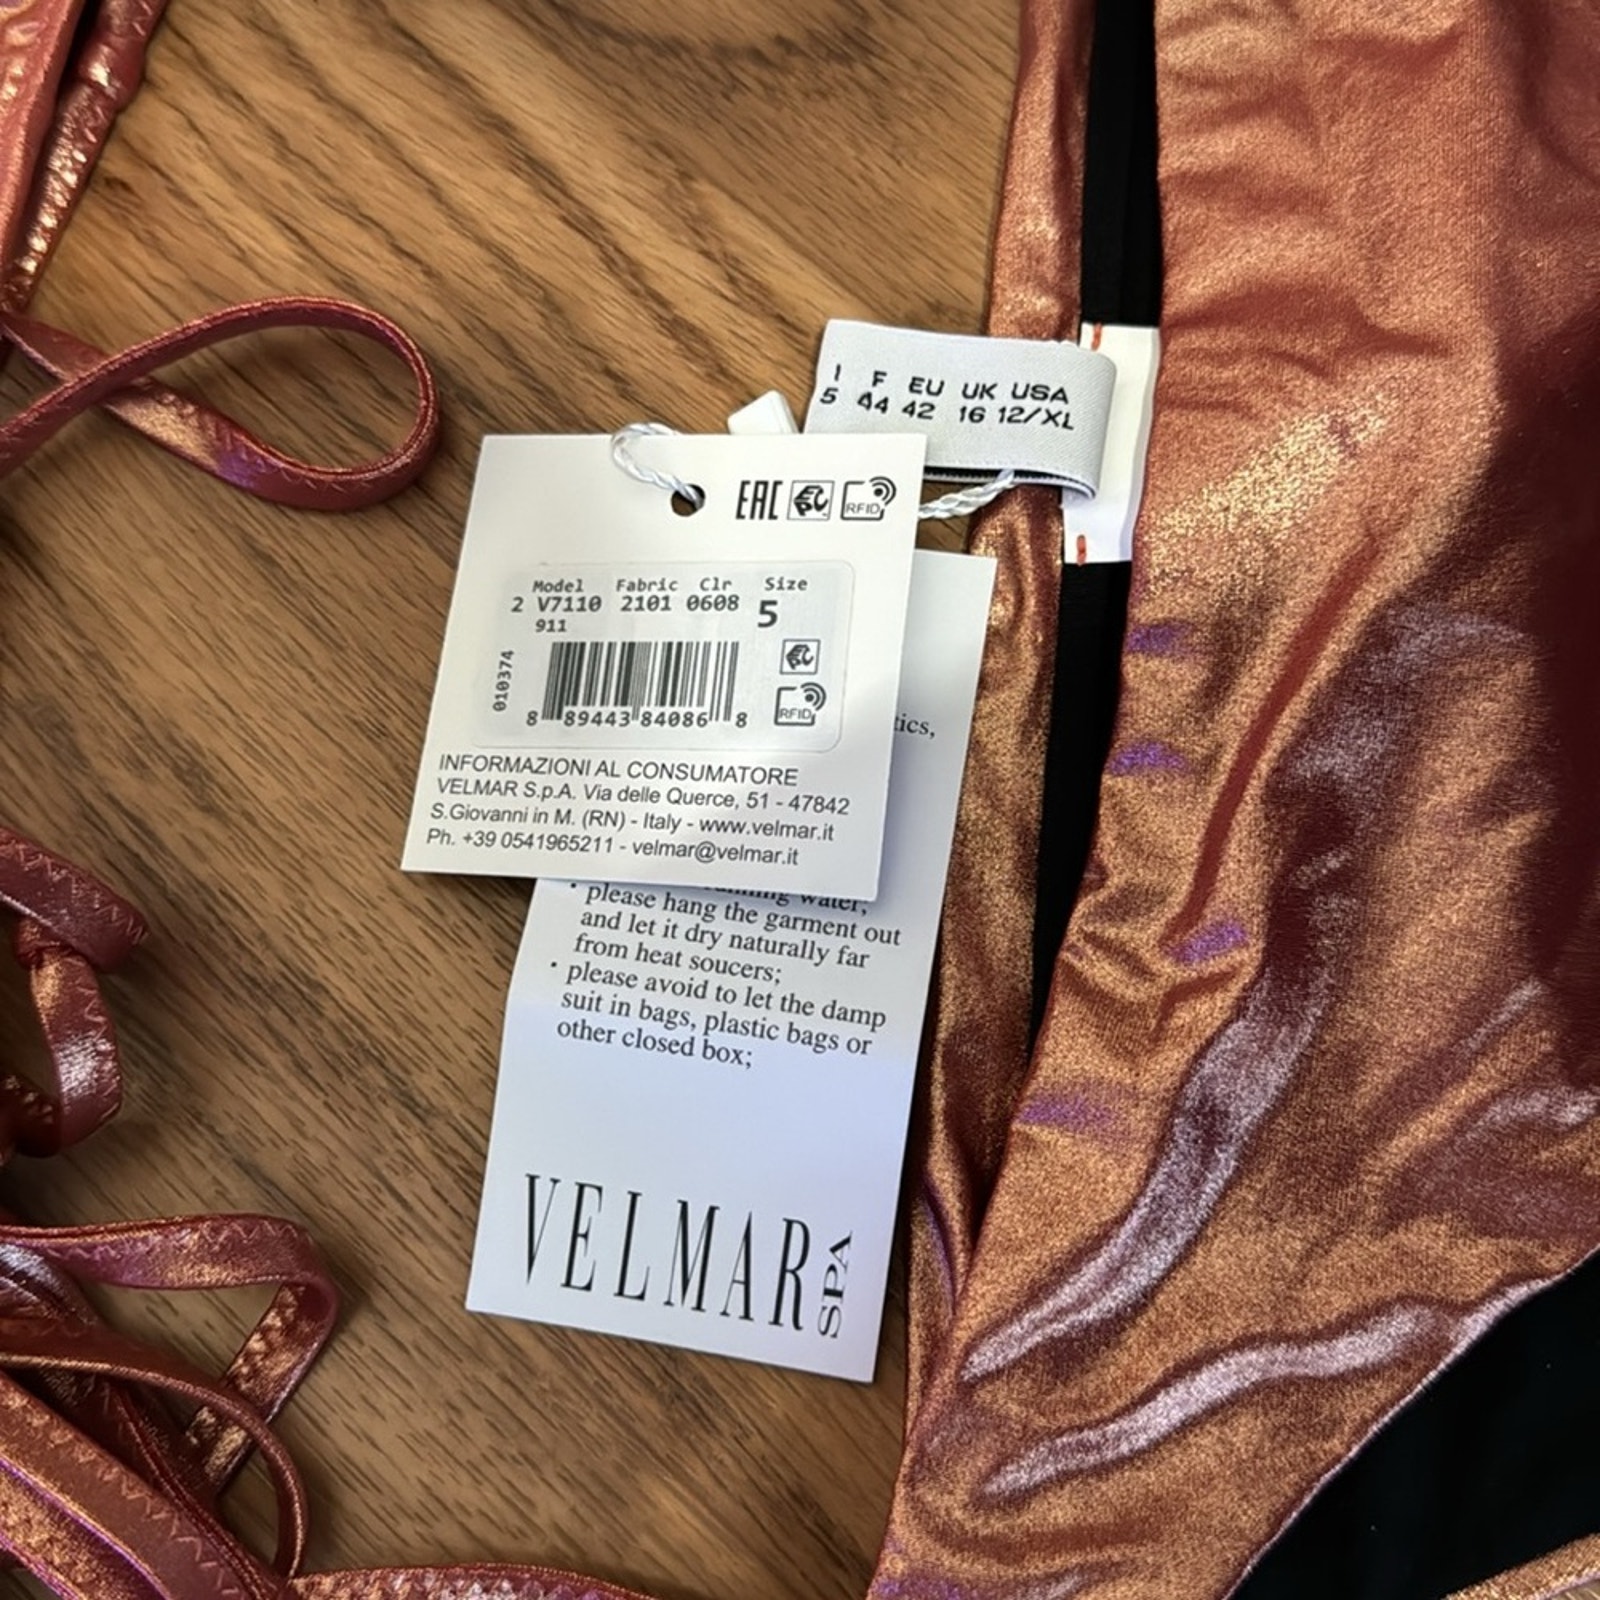 I F EU UK USA
5 44 42 16 12/XL
EAC RFID
Model Fabric Clr Size
2 V7110 2101 0608 5
911
010374
RFID
8 89443 84086 8
INFORMAZIONI AL CONSUMATORE
VELMAR S.p.A. Via delle Querce, 51 - 47842
S.Giovanni in M. (RN) - Italy - www.velmar.it
Ph. +39 0541965211 - velmar@velmar.it
tics,
running water;
· please hang the garment out
and let it dry naturally far
from heat soucers;
· please avoid to let the damp
suit in bags, plastic bags or
other closed box;
VELMAR SPA